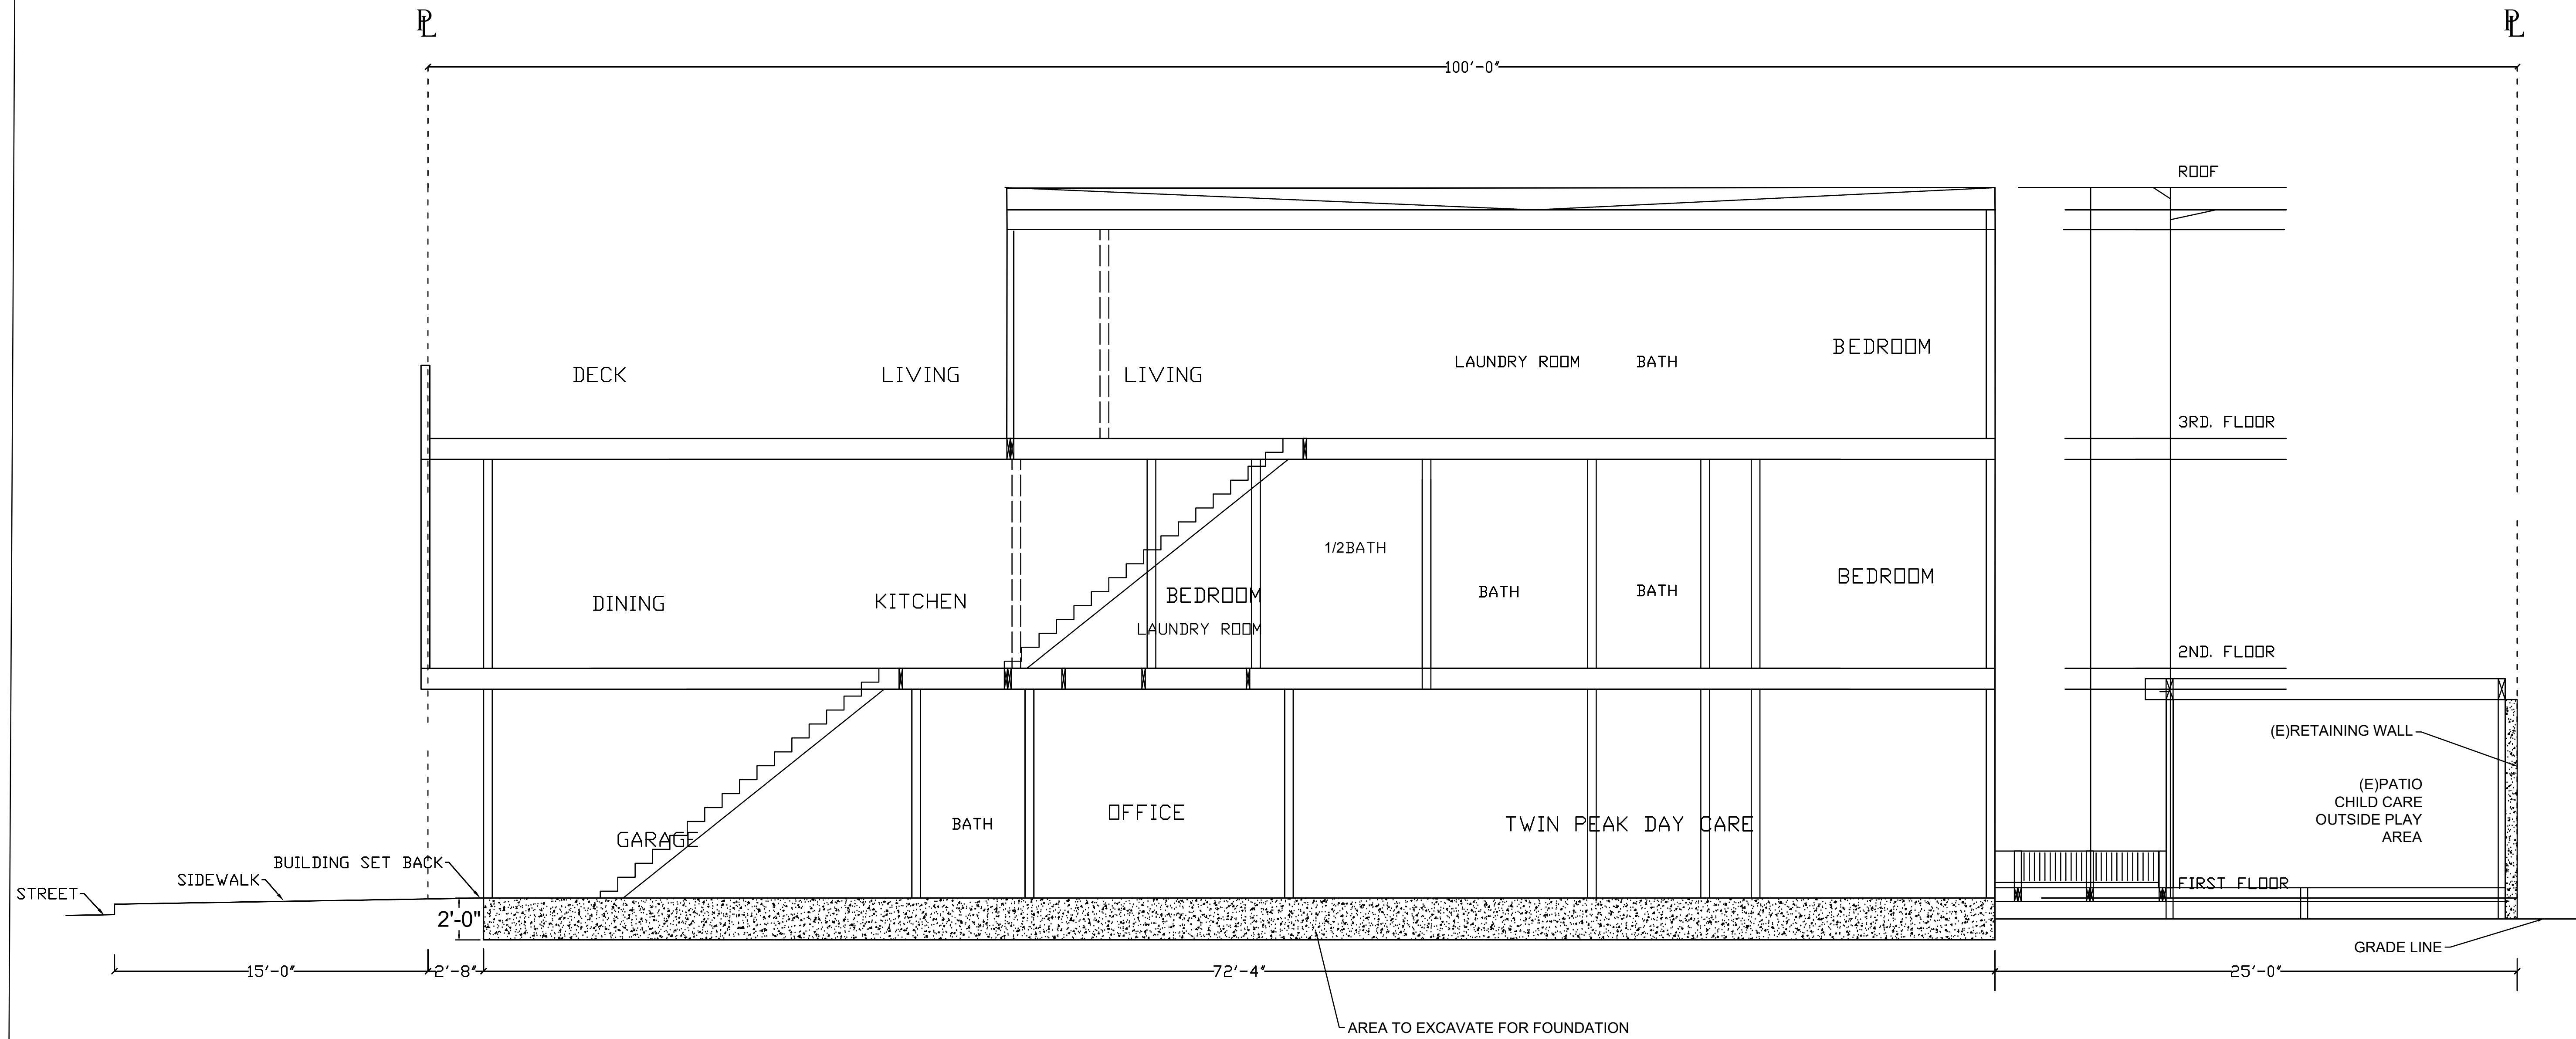 PL
PL
100'-0"
ROOF
DECK
LIVING
LIVING
LAUNDRY ROOM
BATH
BEDROOM
3RD. FLOOR
DINING
KITCHEN
BEDROOM
LAUNDRY ROOM
1/2BATH
BATH
BATH
BEDROOM
2ND. FLOOR
(E)RETAINING WALL
(E)PATIO
CHILD CARE
OUTSIDE PLAY
AREA
GARAGE
BATH
OFFICE
TWIN PEAK DAY CARE
BUILDING SET BACK
SIDEWALK
STREET
FIRST FLOOR
2'-0"
GRADE LINE
15'-0"
2'-8"
72'-4"
25'-0"
AREA TO EXCAVATE FOR FOUNDATION